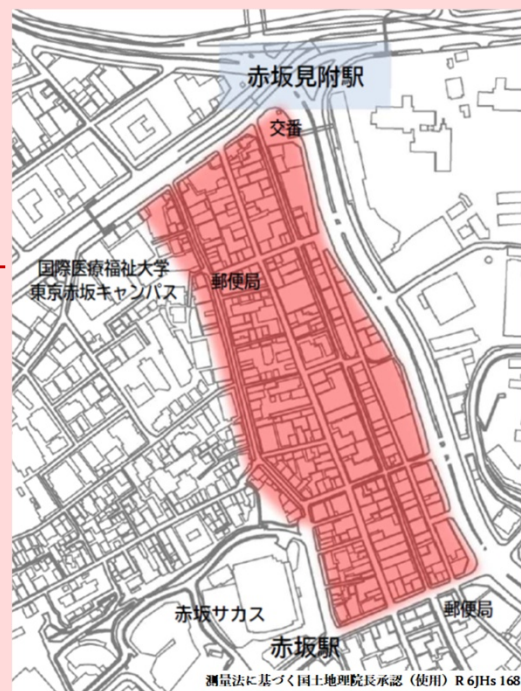 赤坂見附駅
交番
国際医療福祉大学
東京赤坂キャンパス
郵便局
赤坂サカス
郵便局
赤坂駅
測量法に基づく国土地理院長承認（使用）R 6JHs 168